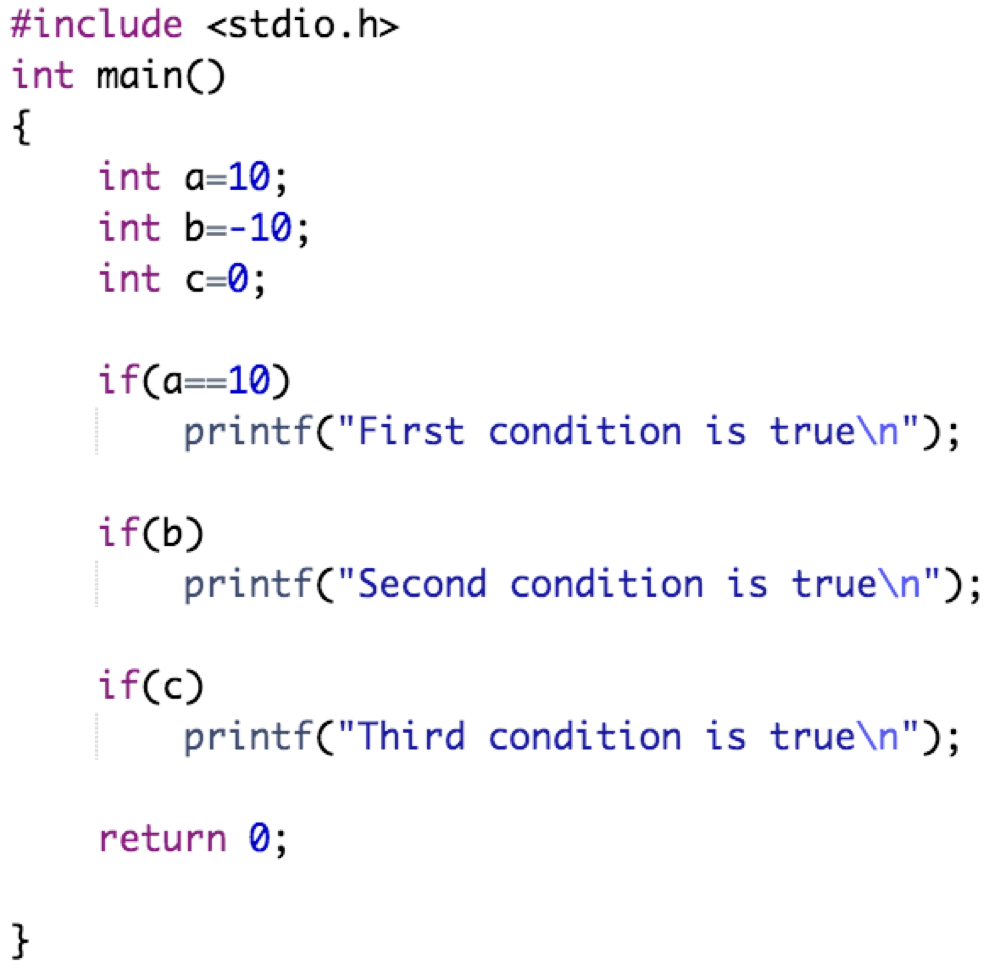 #include <stdio.h>
int main()
{
    int a=10;
    int b=-10;
    int c=0;

    if(a==10)
        printf("First condition is true\n");

    if(b)
        printf("Second condition is true\n");

    if(c)
        printf("Third condition is true\n");

    return 0;

}